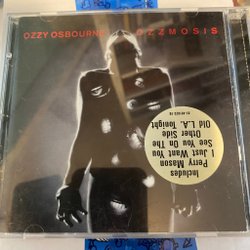 OZZY OSBOURNE OZZMOSIS
Includes
Perry Mason
I Just Want You
See You On The
Other Side
Old L.A. Tonight